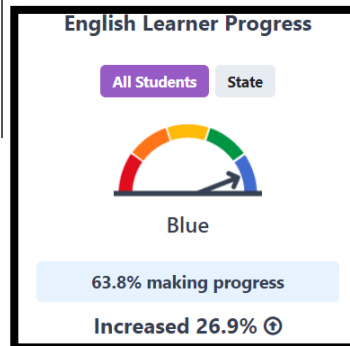 English Learner Progress
All Students State
Blue
63.8% making progress
Increased 26.9%